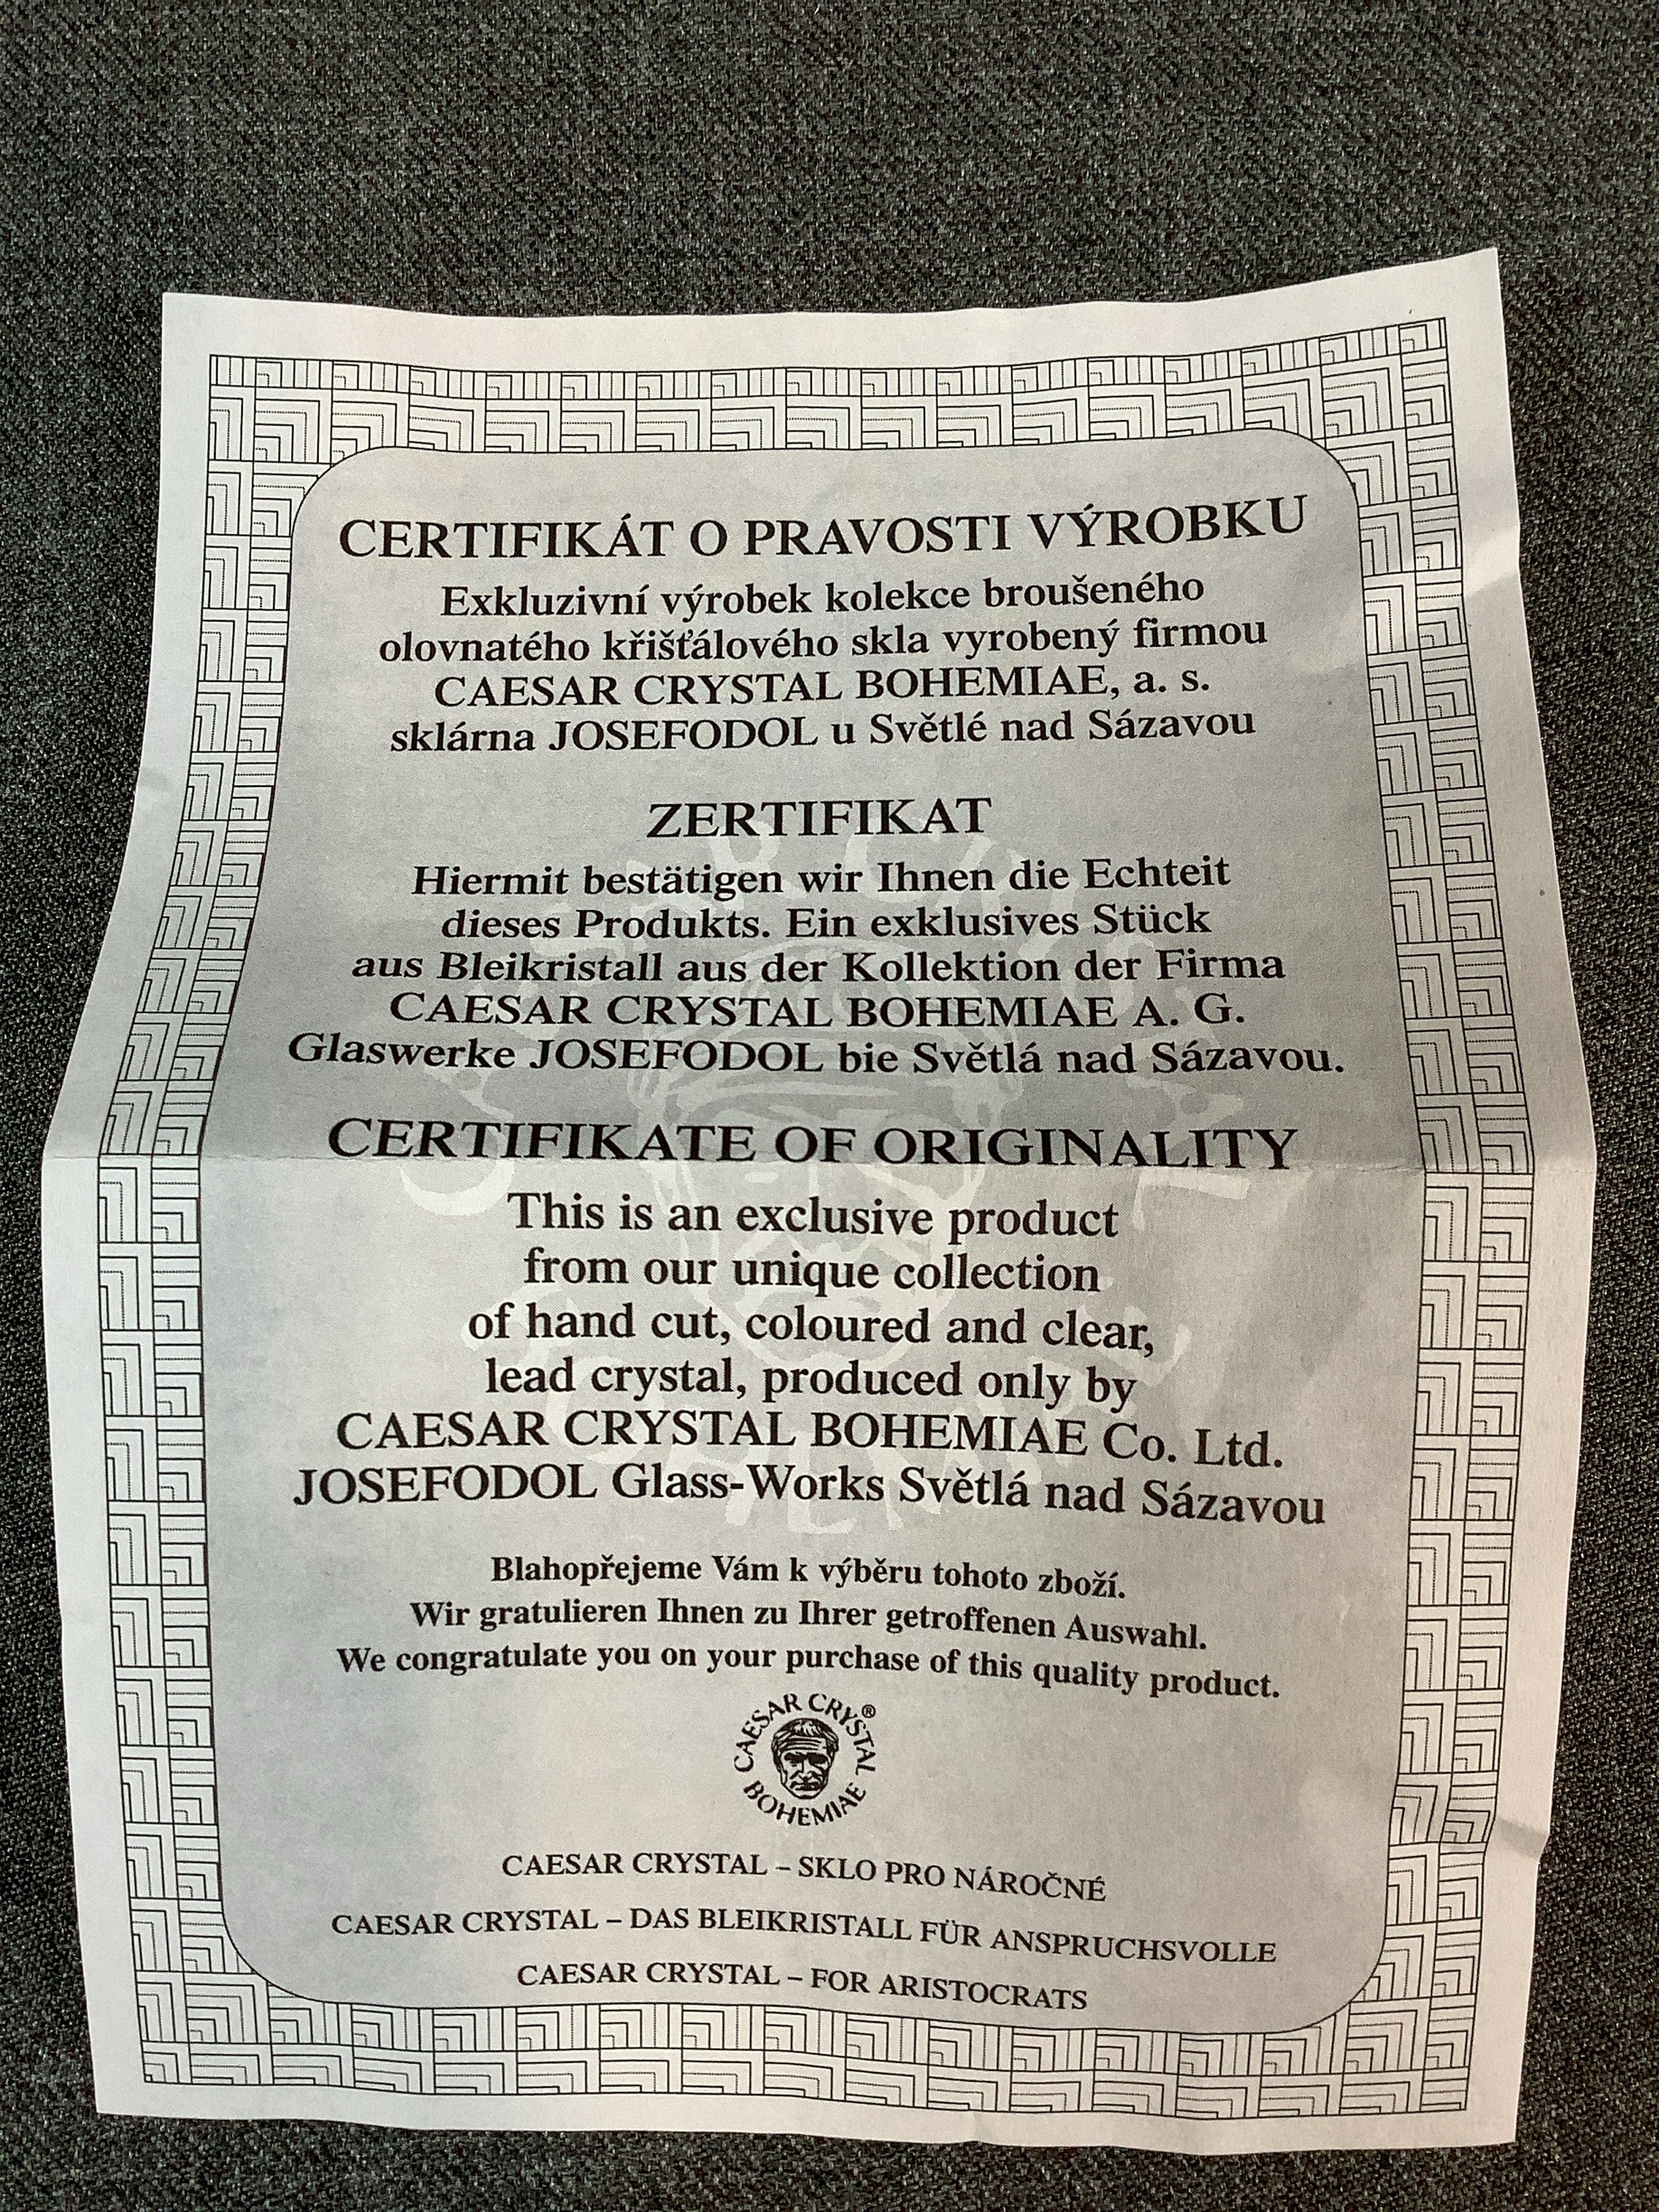 CERTIFIKÁT O PRAVOSTI VÝROBKU
Exkluzivní výrobek kolekce broušeného
olovnatého křišťálového skla vyrobený firmou
CAESAR CRYSTAL BOHEMIAE, a. s.
sklárna JOSEFODOL u Světlé nad Sázavou
ZERTIFIKAT
Hiermit bestätigen wir Ihnen die Echteit
dieses Produkts. Ein exklusives Stück
aus Bleikristall aus der Kollektion der Firma
CAESAR CRYSTAL BOHEMIAE A. G.
Glaswerke JOSEFODOL bie Světlá nad Sázavou.
CERTIFIKATE OF ORIGINALITY
This is an exclusive product
from our unique collection
of hand cut, coloured and clear,
lead crystal, produced only by
CAESAR CRYSTAL BOHEMIAE Co. Ltd.
JOSEFODOL Glass-Works Světlá nad Sázavou
Blahopřejeme Vám k výběru tohoto zboží.
Wir gratulieren Ihnen zu Ihrer getroffenen Auswahl.
We congratulate you on your purchase of this quality product.
CAESAR CRYSTAL®
BOHEMIAE
CAESAR CRYSTAL – SKLO PRO NÁROČNÉ
CAESAR CRYSTAL – DAS BLEIKRISTALL FÜR ANSPRUCHSVOLLE
CAESAR CRYSTAL – FOR ARISTOCRATS